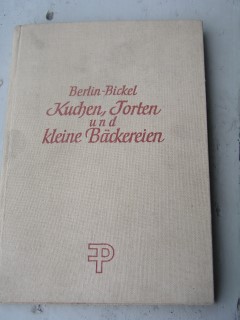 Berlin-Bickel
Kuchen, Torten
und
kleine Bäckereien